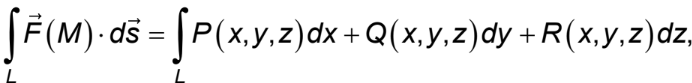 ∫_L F⃗(M)·ds⃗ = ∫_L P(x,y,z)dx+Q(x,y,z)dy+R(x,y,z)dz,